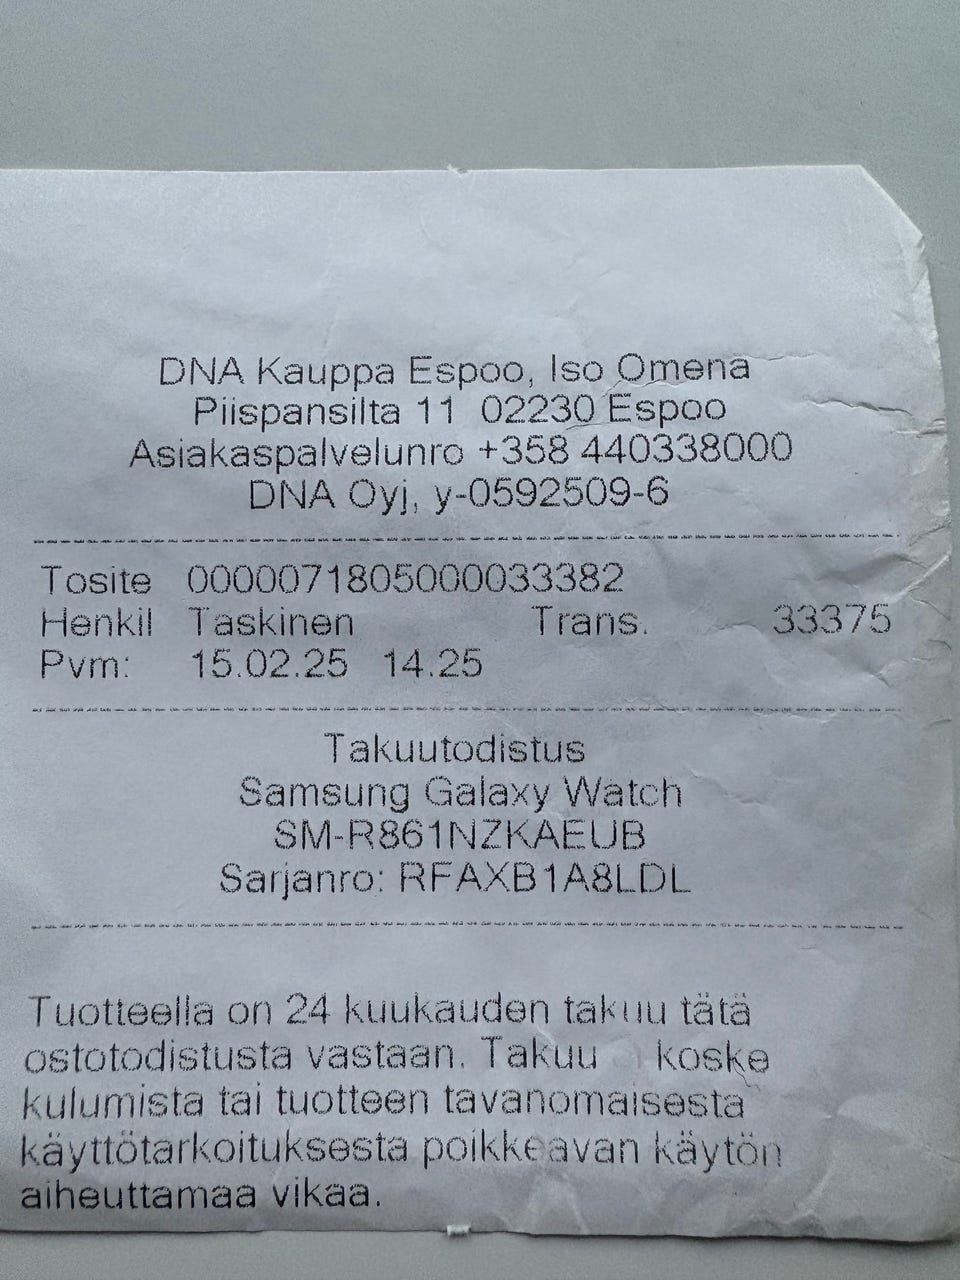 DNA Kauppa Espoo, Iso Omena
Piispansilta 11 02230 Espoo
Asiakaspalvelunro +358 440338000
DNA Oyj, y-0592509-6
Tosite 0000071805000033382
Henkil Taskinen Trans. 33375
Pvm: 15.02.25 14.25
Takuutodistus
Samsung Galaxy Watch
SM-R861NZKAEUB
Sarjanro: RFAXB1A8LDL
Tuotteella on 24 kuukauden takuu tätä
ostotodistusta vastaan. Takuu koske
kulumista tai tuotteen tavanomaisesta
käyttötarkoituksesta poikkeavan käytön
aiheuttamaa vikaa.